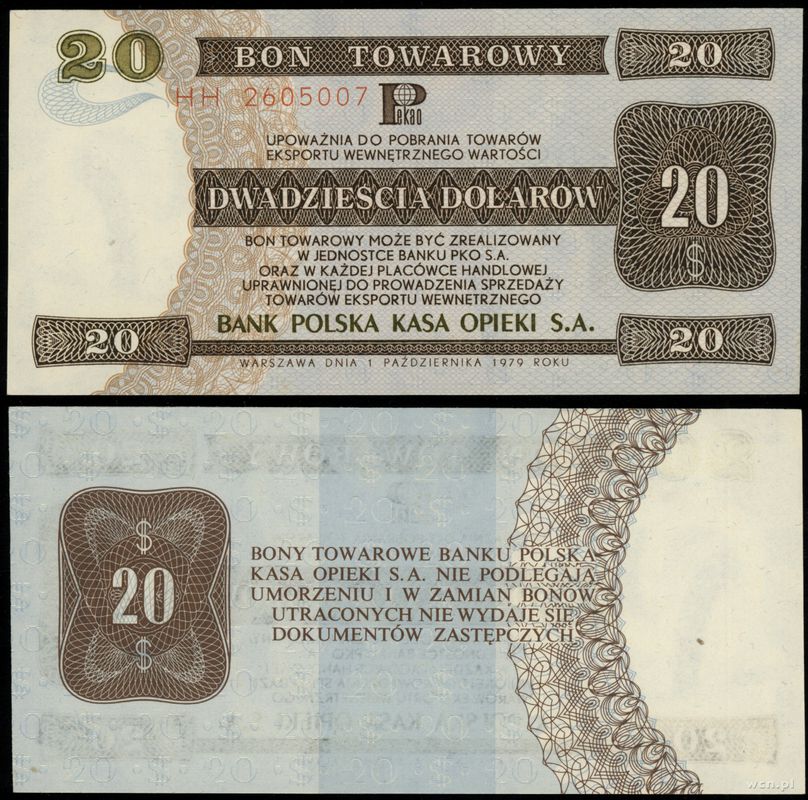 20 BON TOWAROWY 20
HH 2605007 Pekao
UPOWAŻNIA DO POBRANIA TOWARÓW
EKSPORTU WEWNĘTRZNEGO WARTOŚCI
DWADZIEŚCIA DOLARÓW 20
$
BON TOWAROWY MOŻE BYĆ ZREALIZOWANY
W JEDNOSTCE BANKU PKO S.A.
ORAZ W KAŻDEJ PLACÓWCE HANDLOWEJ
UPRAWNIONEJ DO PROWADZENIA SPRZEDAŻY
TOWARÓW EKSPORTU WEWNĘTRZNEGO
20 BANK POLSKA KASA OPIEKI S.A. 20
WARSZAWA DNIA 1 PAŹDZIERNIKA 1979 ROKU
$
20
$
BONY TOWAROWE BANKU POLSKA
KASA OPIEKI S.A. NIE PODLEGAJĄ
UMORZENIU I W ZAMIAN BONÓW
UTRACONYCH NIE WYDAJE SIĘ
DOKUMENTÓW ZASTĘPCZYCH
wcn.pl